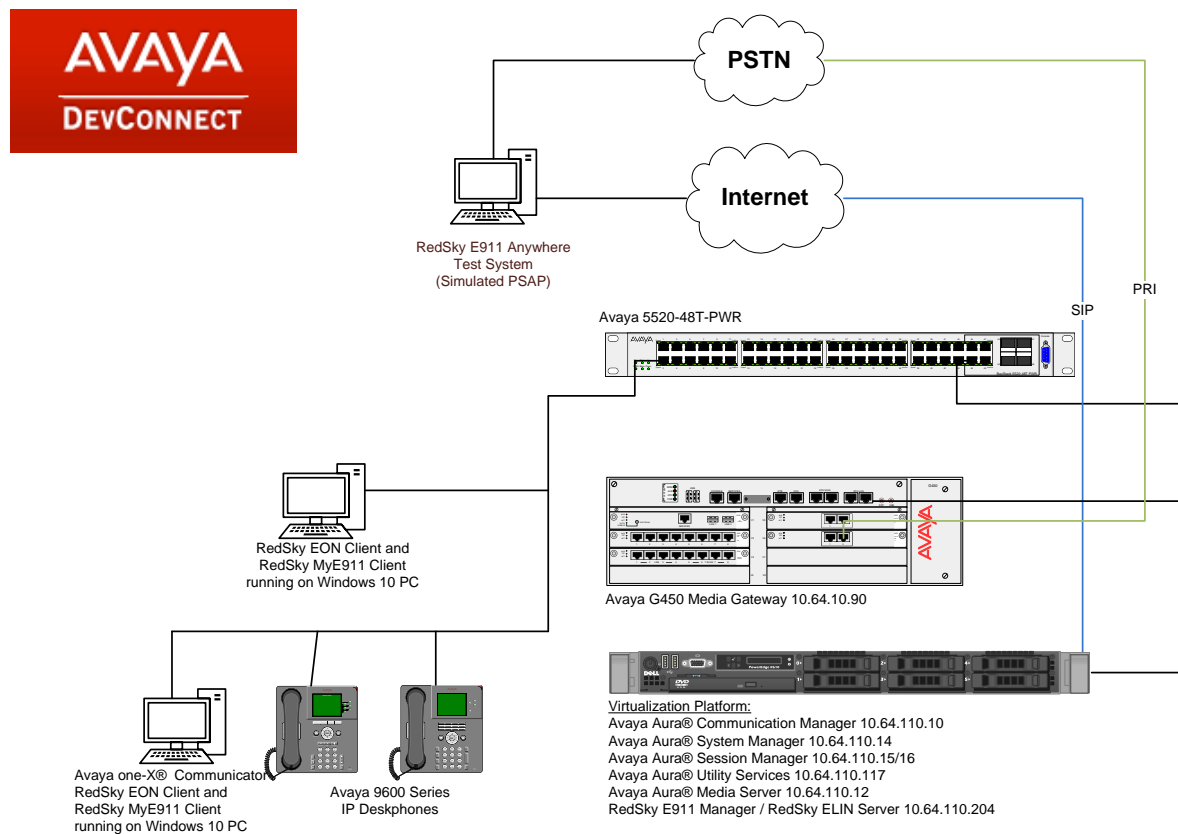 AVAYA
DEVCONNECT
PSTN
Internet
RedSky E911 Anywhere
Test System
(Simulated PSAP)
SIP
PRI
Avaya 5520-48T-PWR
AVAYA
RedSky EON Client and
RedSky MyE911 Client
running on Windows 10 PC
G450
AVAYA
Avaya G450 Media Gateway 10.64.10.90
DELL
DVD
Virtualization Platform:
Avaya Aura® Communication Manager 10.64.110.10
Avaya Aura® System Manager 10.64.110.14
Avaya Aura® Session Manager 10.64.110.15/16
Avaya Aura® Utility Services 10.64.110.117
Avaya Aura® Media Server 10.64.110.12
RedSky E911 Manager / RedSky ELIN Server 10.64.110.204
Avaya one-X® Communicator
RedSky EON Client and
RedSky MyE911 Client
running on Windows 10 PC
Avaya 9600 Series
IP Deskphones